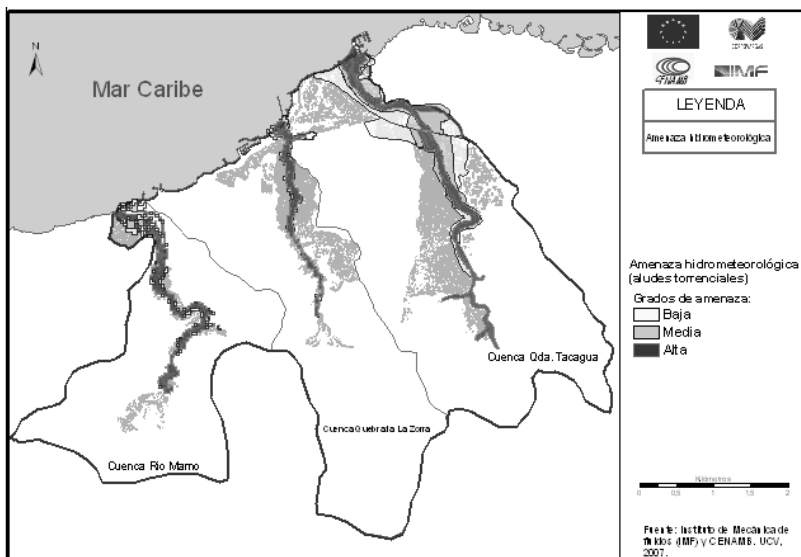 N
Mar Caribe
Cuenca Río Mamo
Cuenca Quebrada La Zorra
Cuenca Qda. Tacagua
CENAMB
IMF
LEYENDA
Amenaza hidrometeorológica
Amenaza hidrometeorológica
(aludes torrenciales)
Grados de amenaza:
Baja
Media
Alta
Kilómetros
0 0,5 1 1,5 2
Fuente: Instituto de Mecánica de
fluidos (IMF) y CENAMB. UCV,
2007.